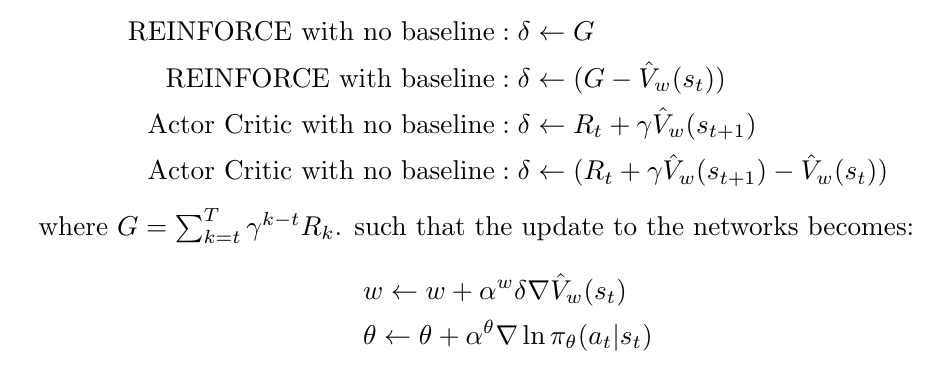 REINFORCE with no baseline : δ ← G
REINFORCE with baseline : δ ← (G − V̂_w(s_t))
Actor Critic with no baseline : δ ← R_t + γV̂_w(s_{t+1})
Actor Critic with no baseline : δ ← (R_t + γV̂_w(s_{t+1}) − V̂_w(s_t))
where G = ∑_{k=t}^{T} γ^{k−t}R_k. such that the update to the networks becomes:
w ← w + α^w δ∇V̂_w(s_t)
θ ← θ + α^θ ∇ ln π_θ(a_t|s_t)